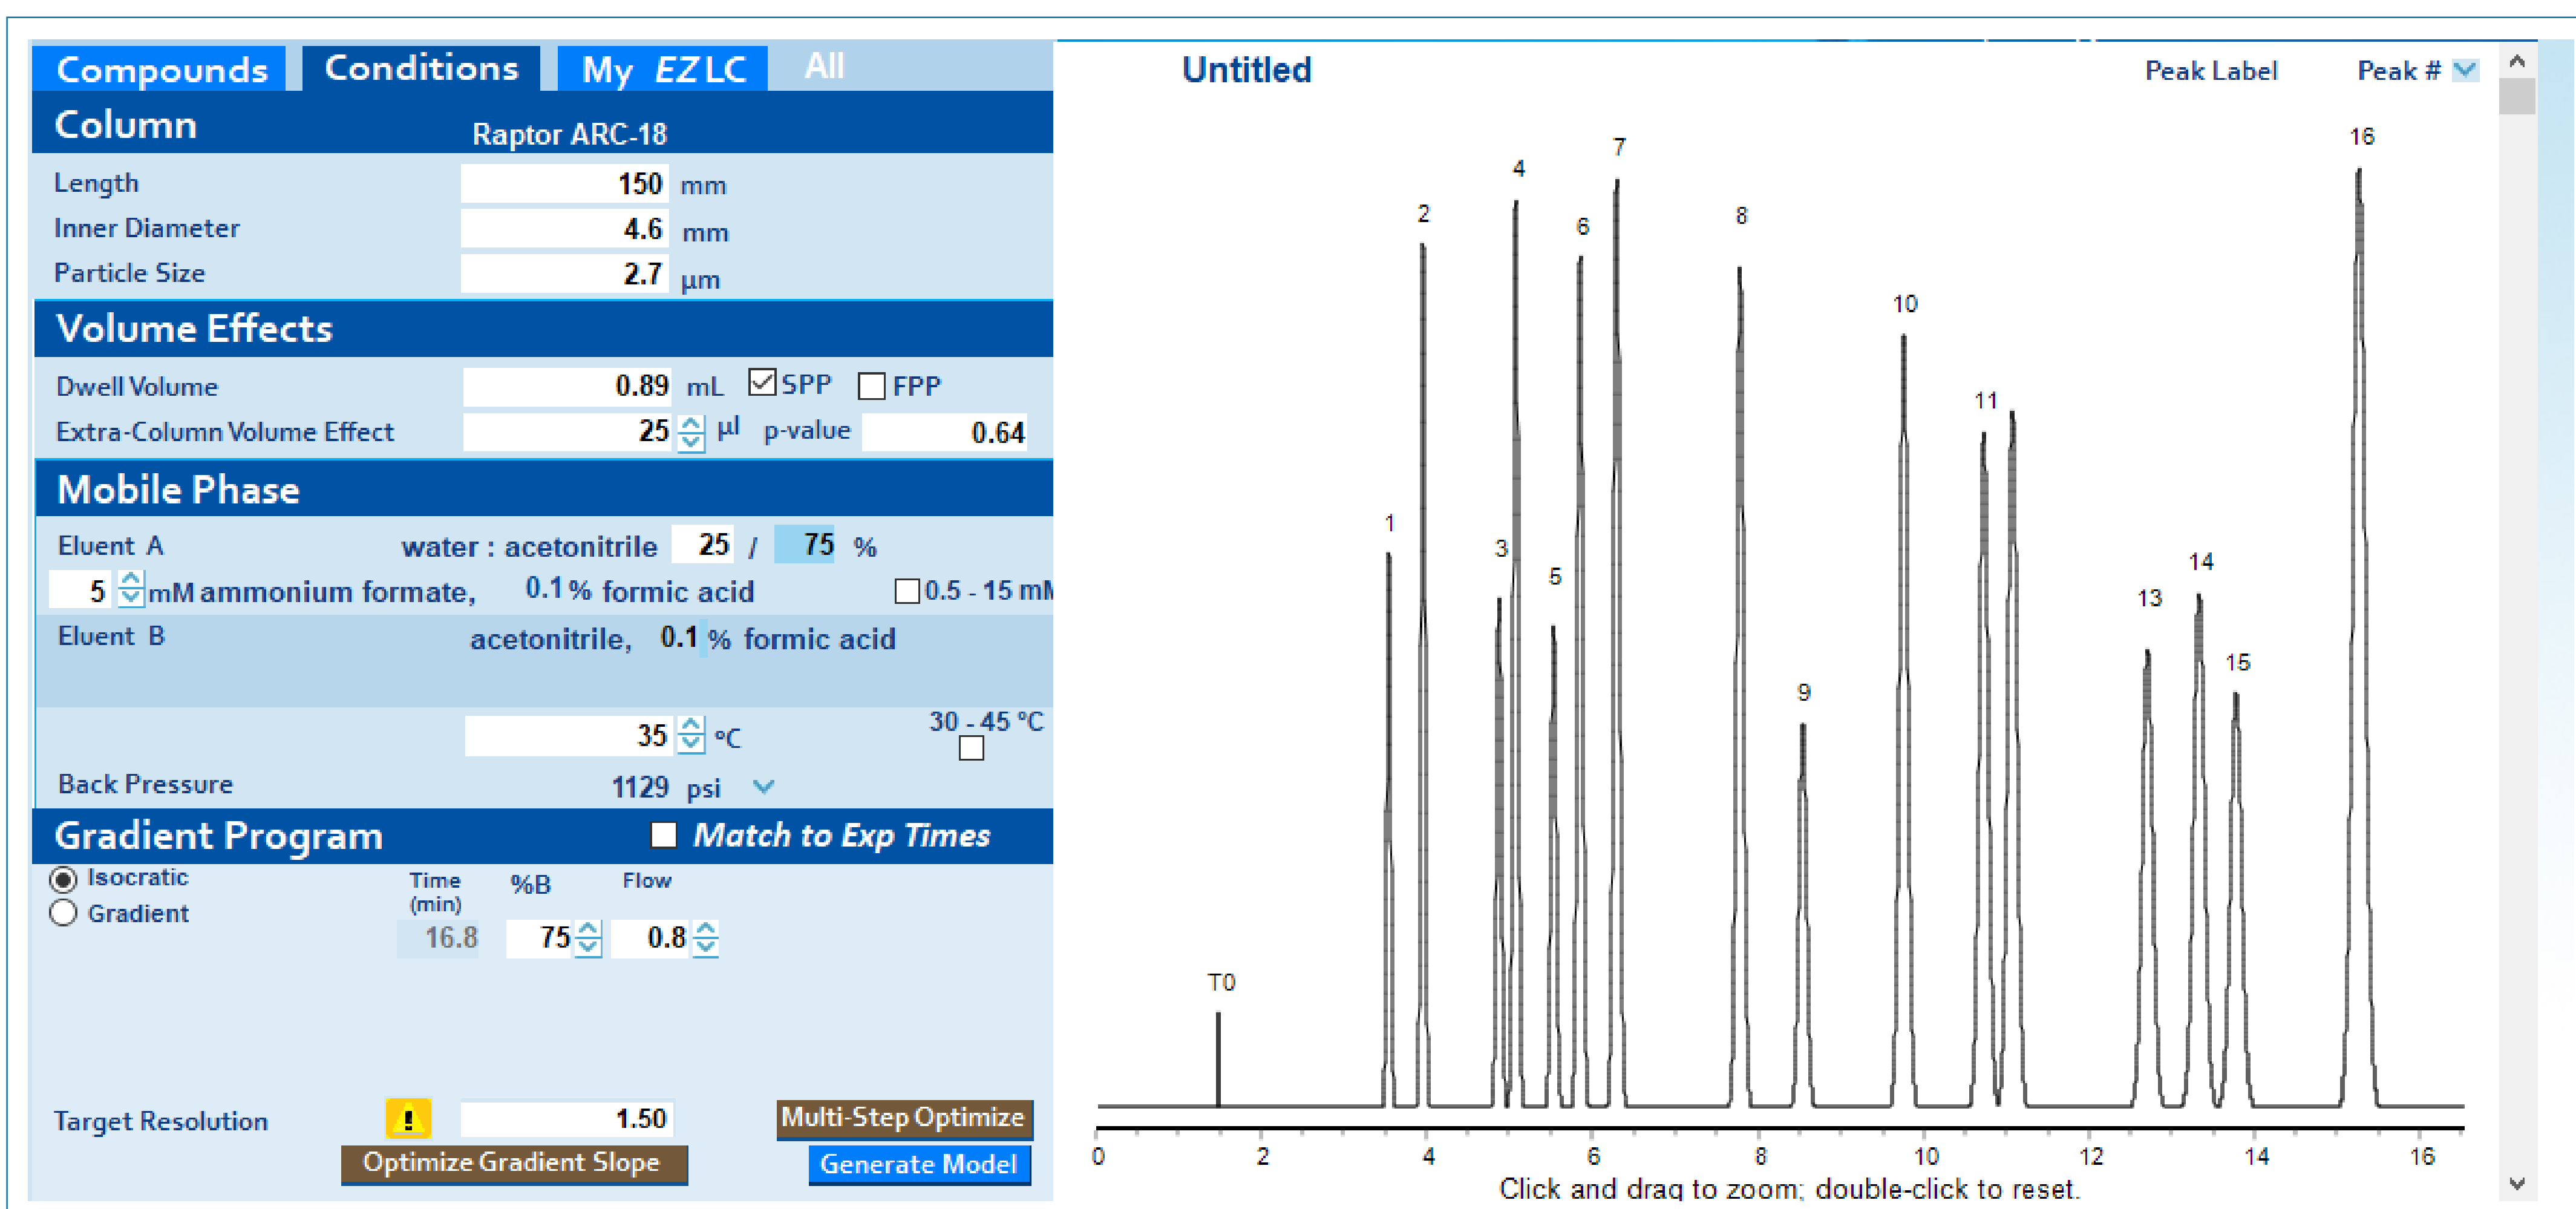 Compounds Conditions My EZLC All
Column Raptor ARC-18
Length 150 mm
Inner Diameter 4.6 mm
Particle Size 2.7 µm
Volume Effects
Dwell Volume 0.89 mL SPP FPP
Extra-Column Volume Effect 25 µl p-value 0.64
Mobile Phase
Eluent A water : acetonitrile 25 / 75 %
5 mM ammonium formate, 0.1% formic acid 0.5 - 15 mM
Eluent B acetonitrile, 0.1% formic acid
35 ºC 30 - 45 ºC
Back Pressure 1129 psi
Gradient Program Match to Exp Times
Isocratic
Gradient
Time (min) %B Flow
16.8 75 0.8
Target Resolution ! 1.50 Multi-Step Optimize
Optimize Gradient Slope Generate Model
Untitled Peak Label Peak #
T0 1 2 3 4 5 6 7 8 9 10 11 13 14 15 16
0 2 4 6 8 10 12 14 16
Click and drag to zoom; double-click to reset.